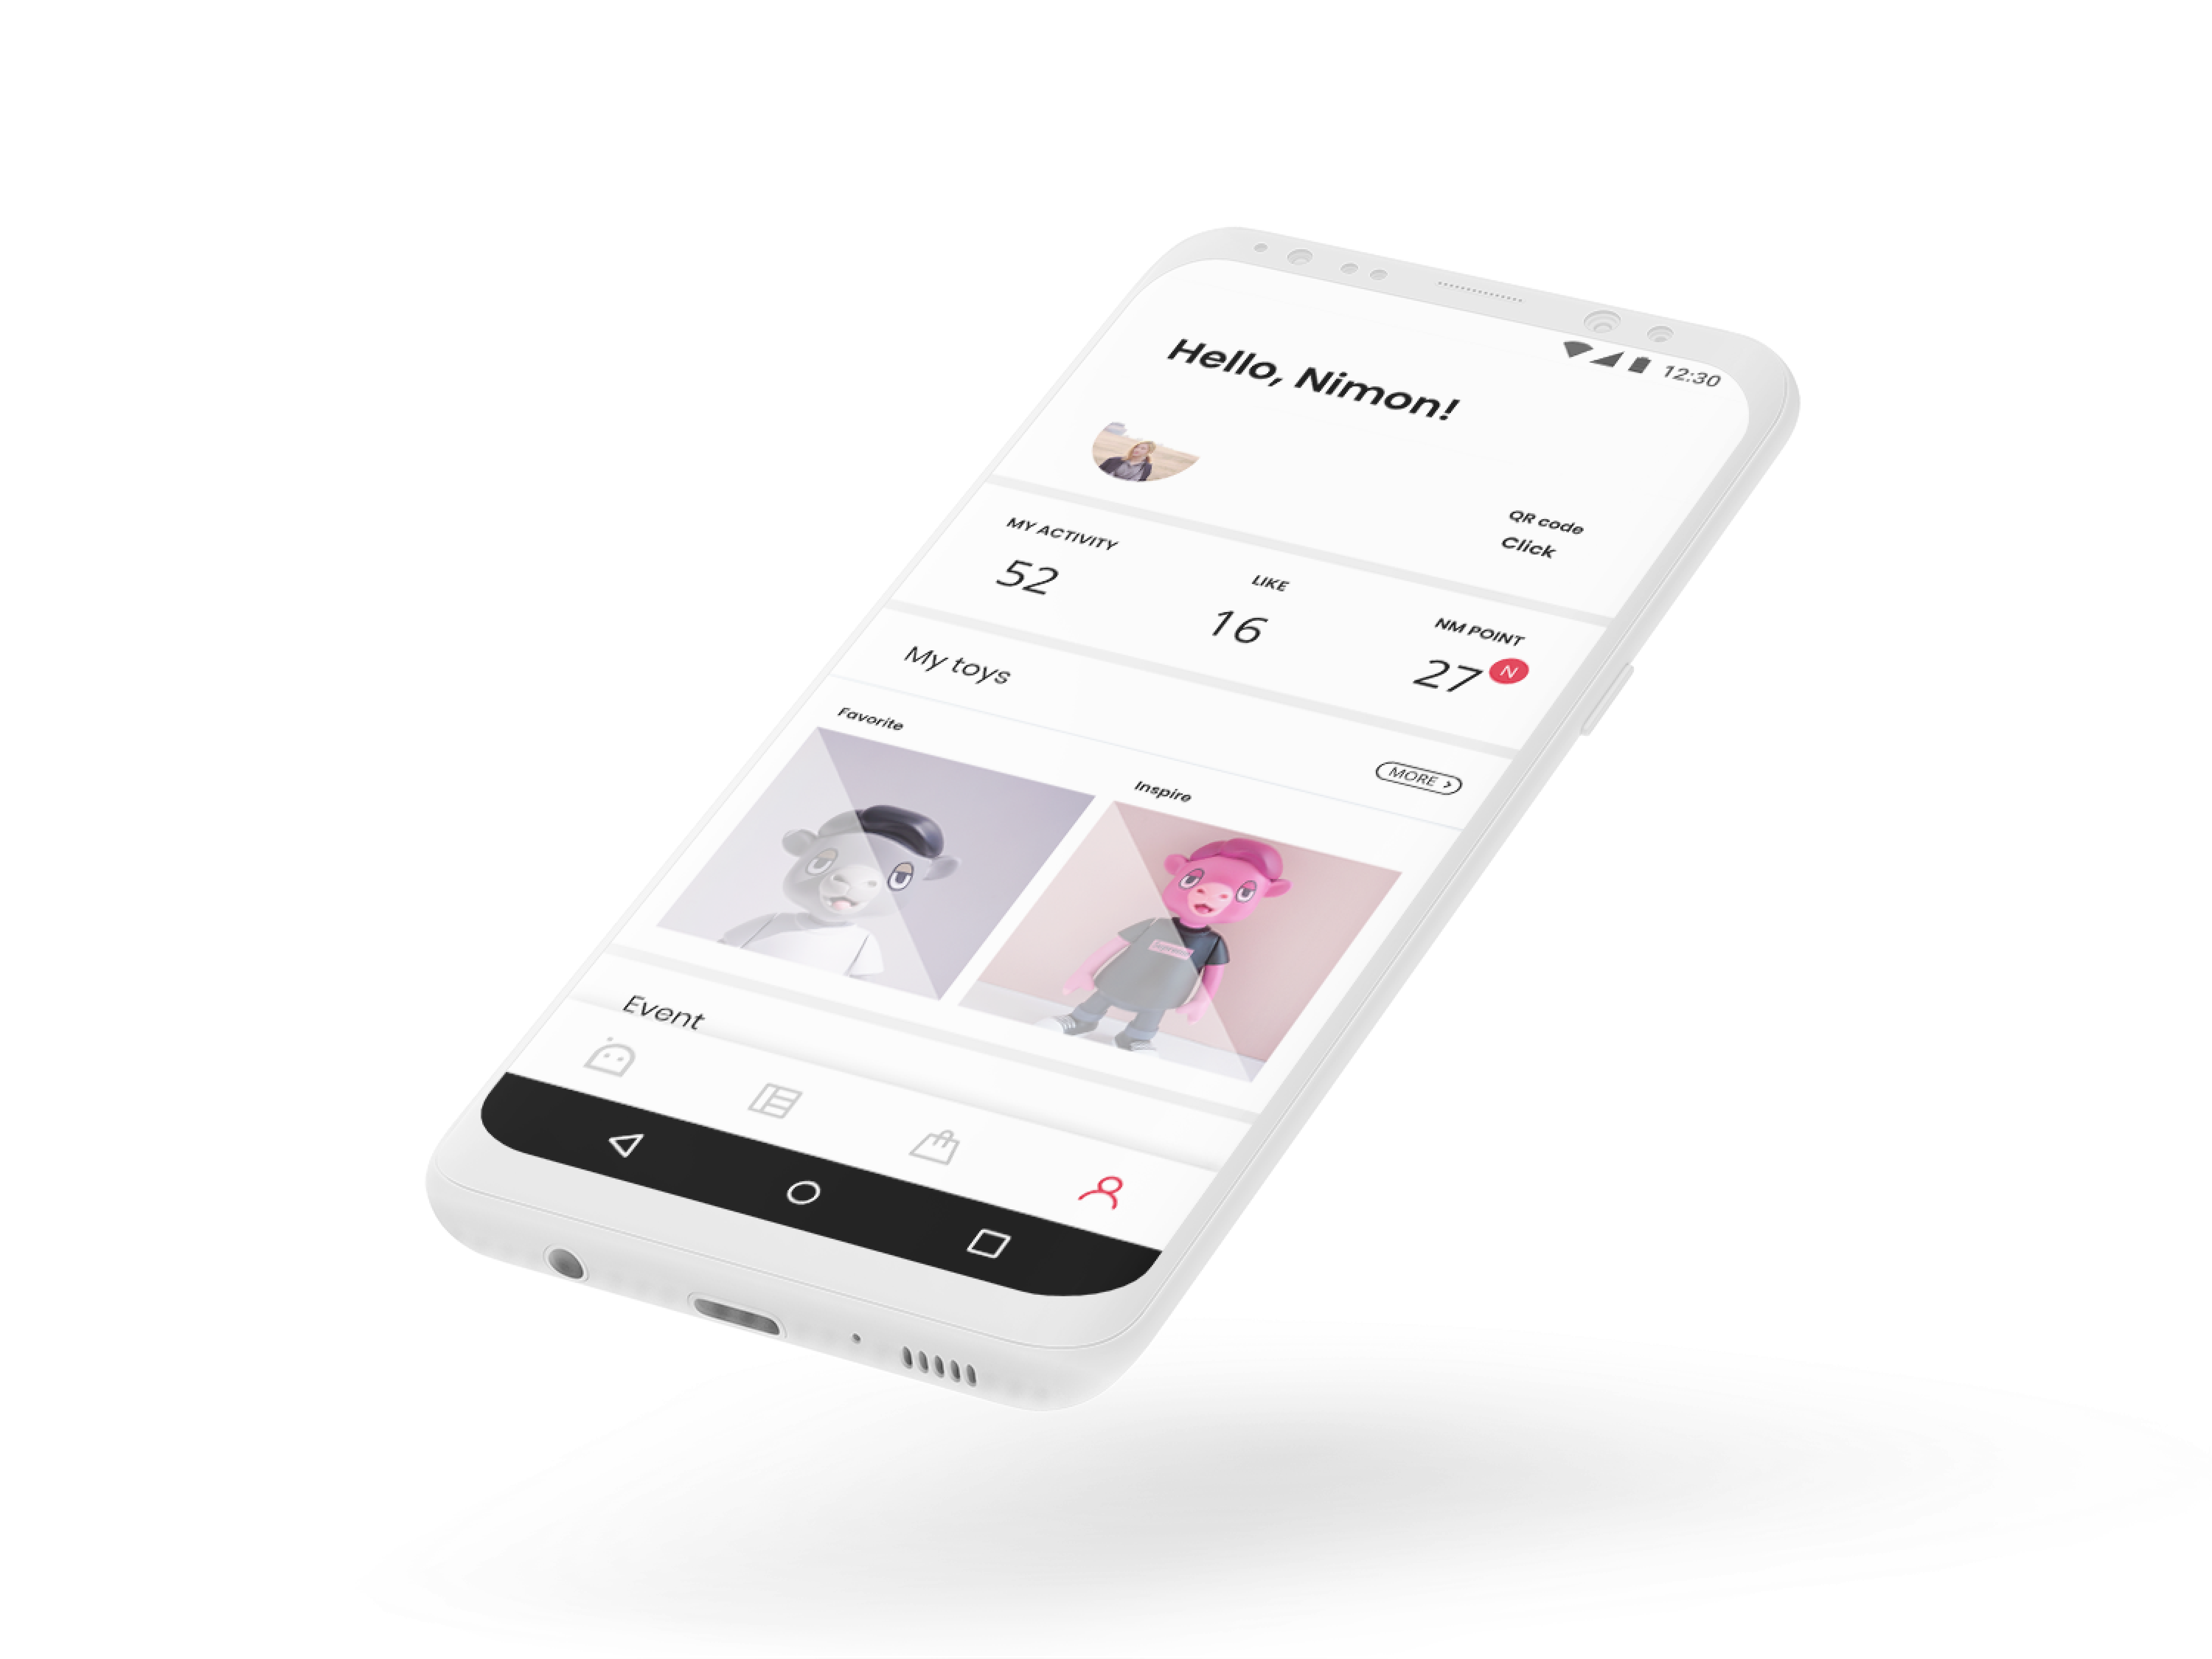 12:30
Hello, Nimon!
QR code
Click
MY ACTIVITY
52
LIKE
16
NM POINT
27 N
My toys
MORE >
Favorite
Inspire
Event